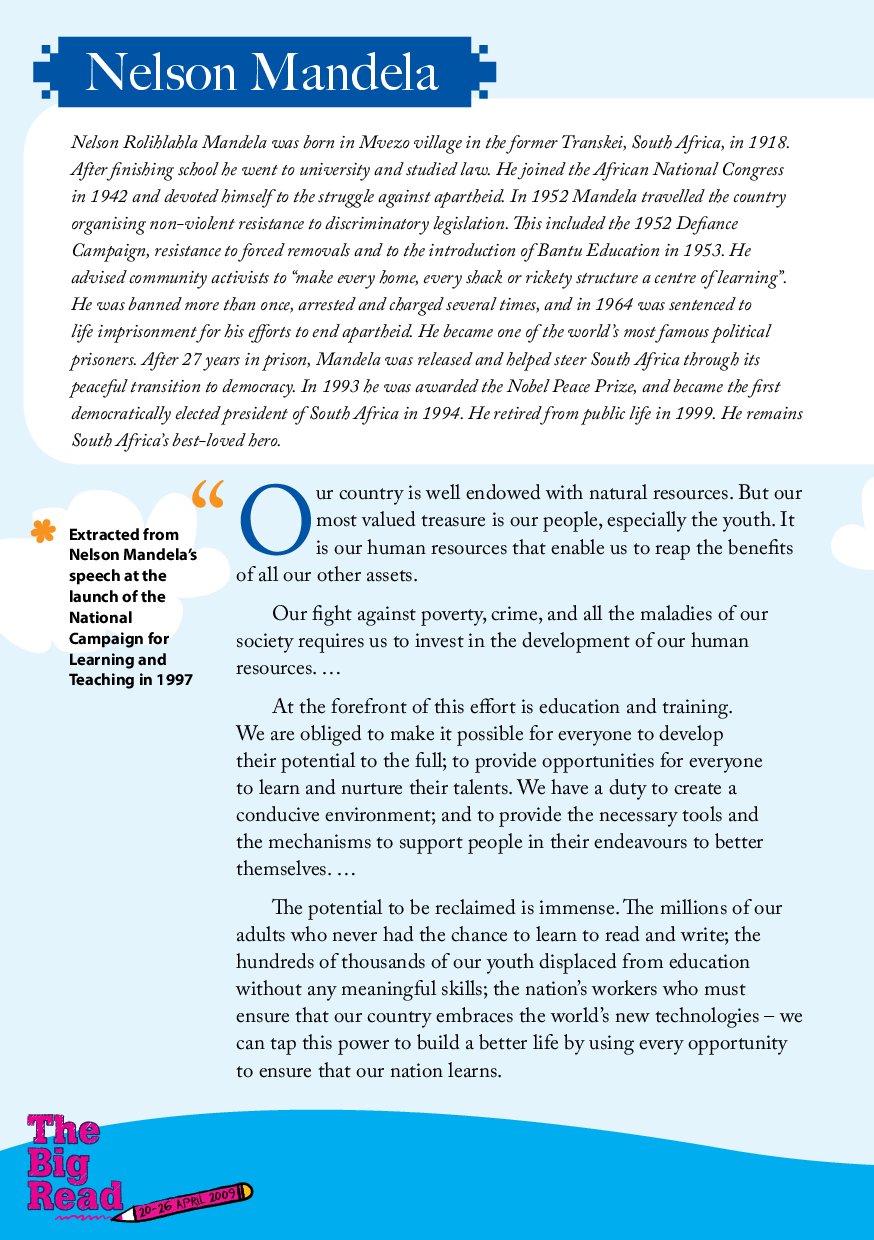 Nelson Mandela
Nelson Rolihlahla Mandela was born in Mvezo village in the former Transkei, South Africa, in 1918.
After finishing school he went to university and studied law. He joined the African National Congress
in 1942 and devoted himself to the struggle against apartheid. In 1952 Mandela travelled the country
organising non-violent resistance to discriminatory legislation. This included the 1952 Defiance
Campaign, resistance to forced removals and to the introduction of Bantu Education in 1953. He
advised community activists to “make every home, every shack or rickety structure a centre of learning”.
He was banned more than once, arrested and charged several times, and in 1964 was sentenced to
life imprisonment for his efforts to end apartheid. He became one of the world’s most famous political
prisoners. After 27 years in prison, Mandela was released and helped steer South Africa through its
peaceful transition to democracy. In 1993 he was awarded the Nobel Peace Prize, and became the first
democratically elected president of South Africa in 1994. He retired from public life in 1999. He remains
South Africa’s best-loved hero.
Extracted from
Nelson Mandela’s
speech at the
launch of the
National
Campaign for
Learning and
Teaching in 1997
“Our country is well endowed with natural resources. But our
most valued treasure is our people, especially the youth. It
is our human resources that enable us to reap the benefits
of all our other assets.
Our fight against poverty, crime, and all the maladies of our
society requires us to invest in the development of our human
resources. …
At the forefront of this effort is education and training.
We are obliged to make it possible for everyone to develop
their potential to the full; to provide opportunities for everyone
to learn and nurture their talents. We have a duty to create a
conducive environment; and to provide the necessary tools and
the mechanisms to support people in their endeavours to better
themselves. …
The potential to be reclaimed is immense. The millions of our
adults who never had the chance to learn to read and write; the
hundreds of thousands of our youth displaced from education
without any meaningful skills; the nation’s workers who must
ensure that our country embraces the world’s new technologies – we
can tap this power to build a better life by using every opportunity
to ensure that our nation learns.
The
Big
Read
20-26 APRIL 2009